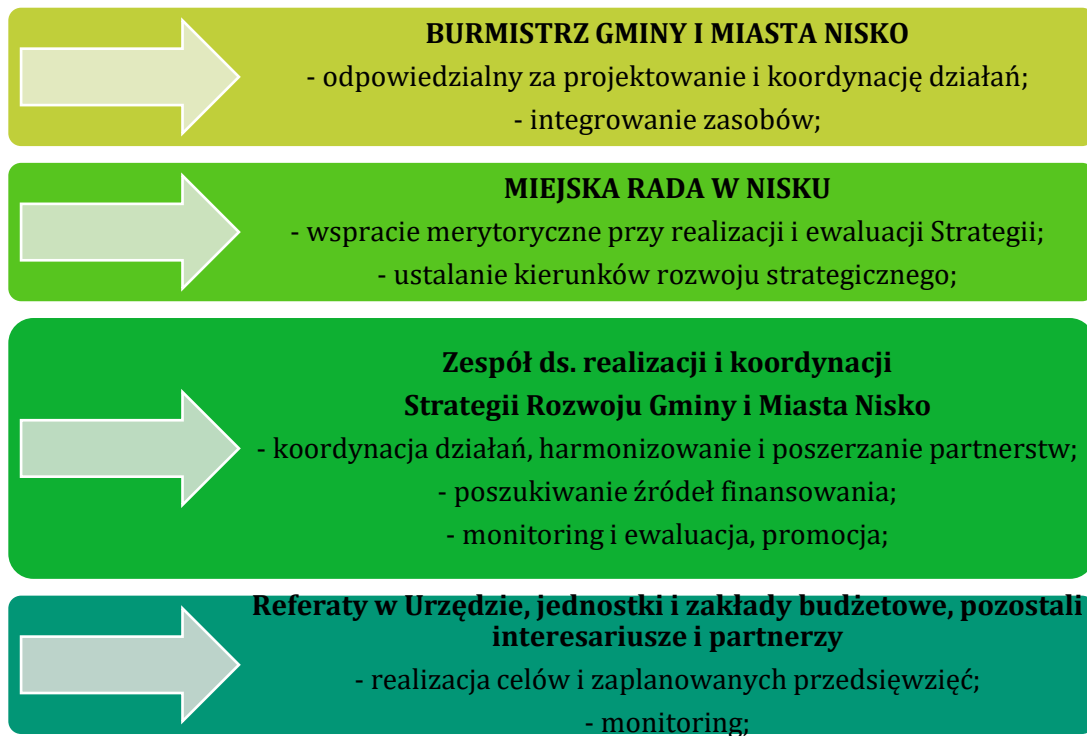 BURMISTRZ GMINY I MIASTA NISKO
- odpowiedzialny za projektowanie i koordynację działań;
- integrowanie zasobów;
MIEJSKA RADA W NISKU
- wspracie merytoryczne przy realizacji i ewaluacji Strategii;
- ustalanie kierunków rozwoju strategicznego;
Zespół ds. realizacji i koordynacji
Strategii Rozwoju Gminy i Miasta Nisko
- koordynacja działań, harmonizowanie i poszerzanie partnerstw;
- poszukiwanie źródeł finansowania;
- monitoring i ewaluacja, promocja;
Referaty w Urzędzie, jednostki i zakłady budżetowe, pozostali
interesariusze i partnerzy
- realizacja celów i zaplanowanych przedsięwzięć;
- monitoring;